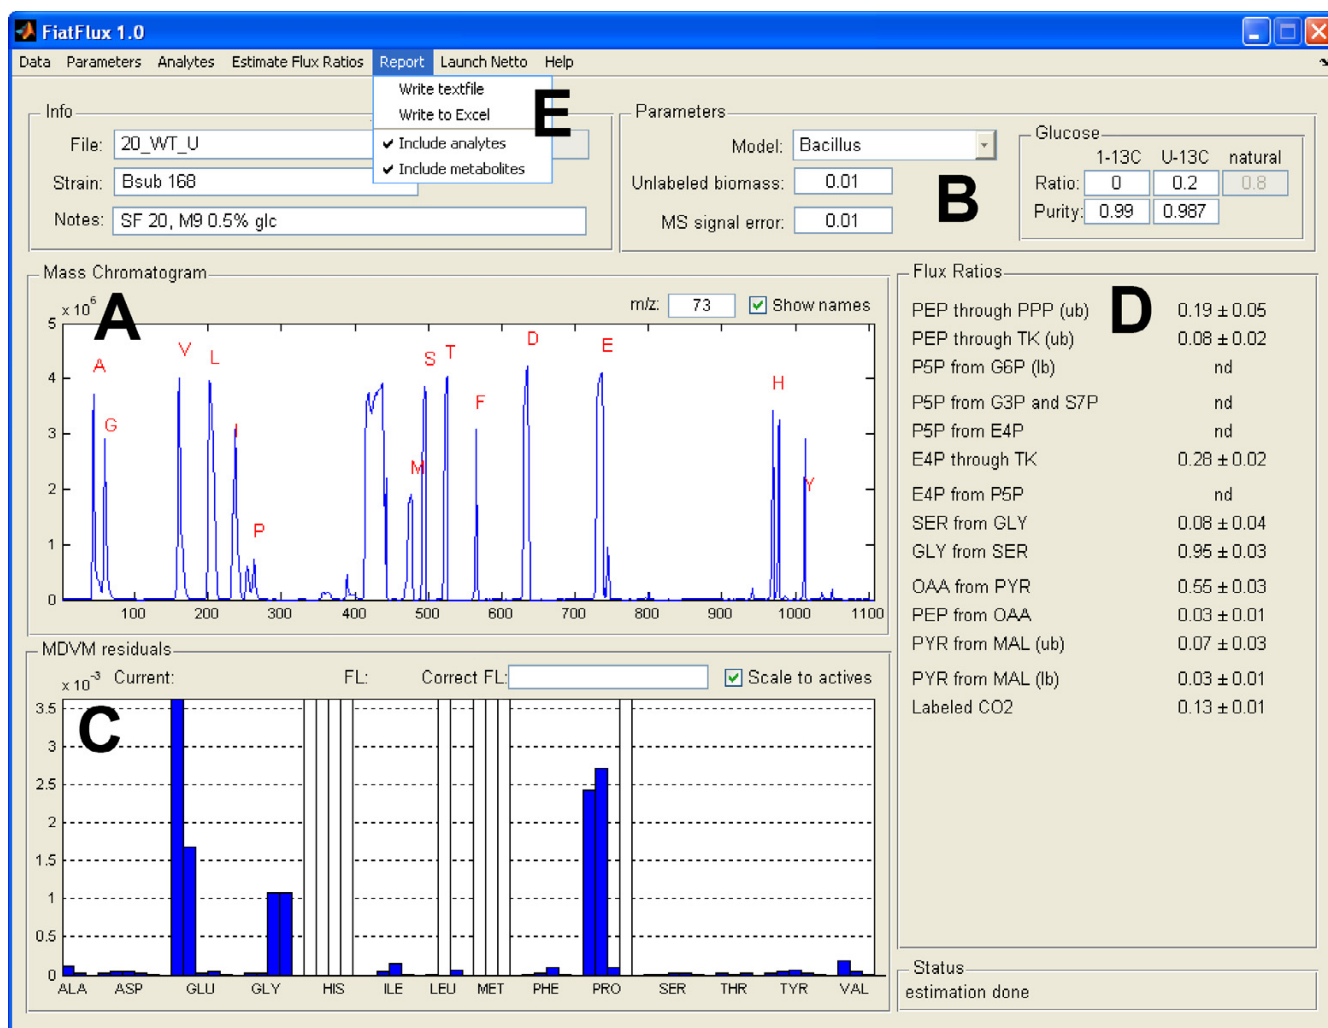 FiatFlux 1.0
Data Parameters Analytes Estimate Flux Ratios Report Launch Netto Help
Write textfile
Write to Excel
Include analytes
Include metabolites
E
Info
File: 20_WT_U
Strain: Bsub 168
Notes: SF 20, M9 0.5% glc
Parameters
Model: Bacillus
Unlabeled biomass: 0.01
MS signal error: 0.01
B
Glucose
1-13C U-13C natural
Ratio: 0 0.2 0.8
Purity: 0.99 0.987
Mass Chromatogram
A
x 10^6
m/z: 73 Show names
5
4
3
2
1
0
A G V L I P M S T F D E H Y
100 200 300 400 500 600 700 800 900 1000 1100
MDVM residuals
x 10^-3 Current: FL: Correct FL: Scale to actives
C
3.5
3
2.5
2
1.5
1
0.5
0
ALA ASP GLU GLY HIS ILE LEU MET PHE PRO SER THR TYR VAL
Flux Ratios
D
PEP through PPP (ub) 0.19 ± 0.05
PEP through TK (ub) 0.08 ± 0.02
P5P from G6P (lb) nd
P5P from G3P and S7P nd
P5P from E4P nd
E4P through TK 0.28 ± 0.02
E4P from P5P nd
SER from GLY 0.08 ± 0.04
GLY from SER 0.95 ± 0.03
OAA from PYR 0.55 ± 0.03
PEP from OAA 0.03 ± 0.01
PYR from MAL (ub) 0.07 ± 0.03
PYR from MAL (lb) 0.03 ± 0.01
Labeled CO2 0.13 ± 0.01
Status
estimation done